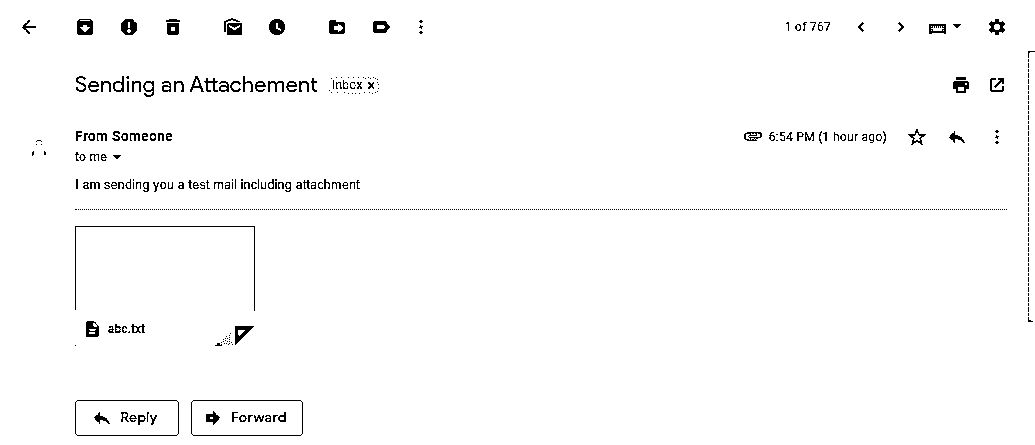 1 of 767
Sending an Attachement Inbox x
From Someone 6:54 PM (1 hour ago)
to me
I am sending you a test mail including attachment
abc.txt
Reply Forward